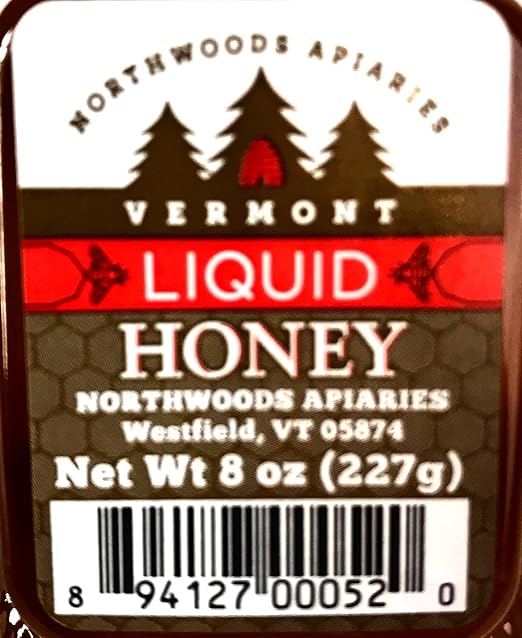 NORTHWOODS APIARIES
VERMONT
LIQUID
HONEY
NORTHWOODS APIARIES
Westfield, VT 05874
Net Wt 8 oz (227g)
8 94127 00052 0